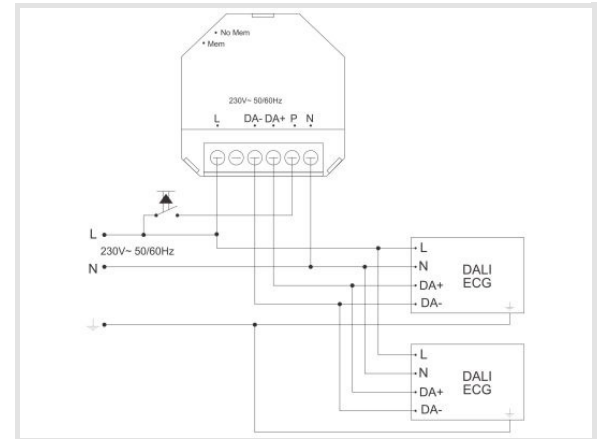 • No Mem
• Mem
230V~ 50/60Hz
L DA- DA+ P N
L
230V~ 50/60Hz
N
L
N
DA+
DA-
DALI
ECG
L
N
DA+
DA-
DALI
ECG